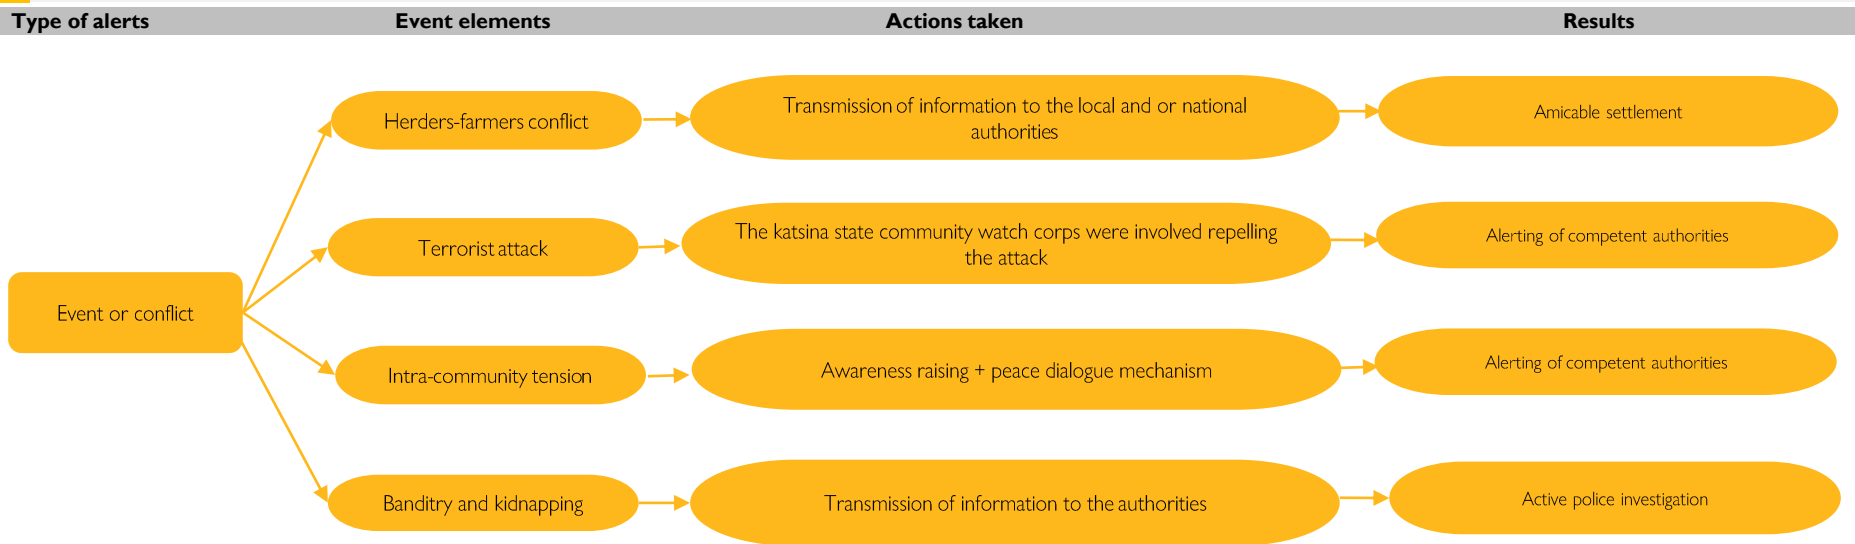 Type of alerts
Event elements
Actions taken
Results
Event or conflict
Herders-farmers conflict
Transmission of information to the local and or national
authorities
Amicable settlement
Terrorist attack
The katsina state community watch corps were involved repelling
the attack
Alerting of competent authorities
Intra-community tension
Awareness raising + peace dialogue mechanism
Alerting of competent authorities
Banditry and kidnapping
Transmission of information to the authorities
Active police investigation